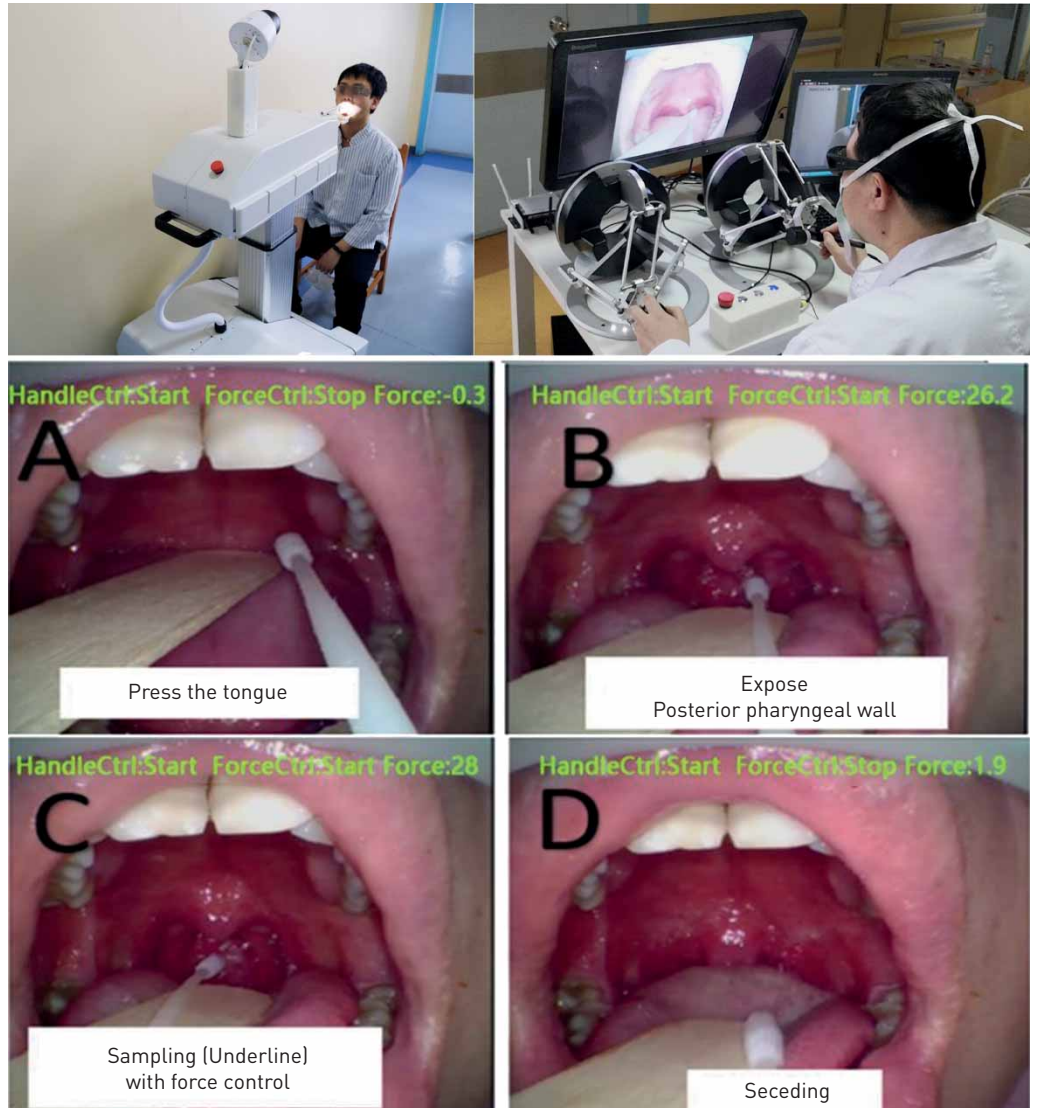 HandleCtrl:Start ForceCtrl:Stop Force:-0.3
A
Press the tongue
HandleCtrl:Start ForceCtrl:Start Force:26.2
B
Expose
Posterior pharyngeal wall
HandleCtrl:Start ForceCtrl:Start Force:28
C
Sampling (Underline)
with force control
HandleCtrl:Start ForceCtrl:Stop Force:1.9
D
Seceding